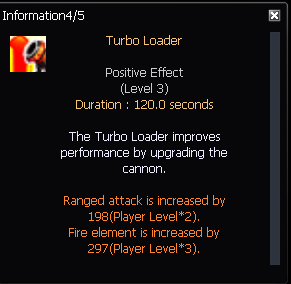 Information4/5
Turbo Loader
Positive Effect
(Level 3)
Duration : 120.0 seconds
The Turbo Loader improves
performance by upgrading the
cannon.
Ranged attack is increased by
198(Player Level*2).
Fire element is increased by
297(Player Level*3).